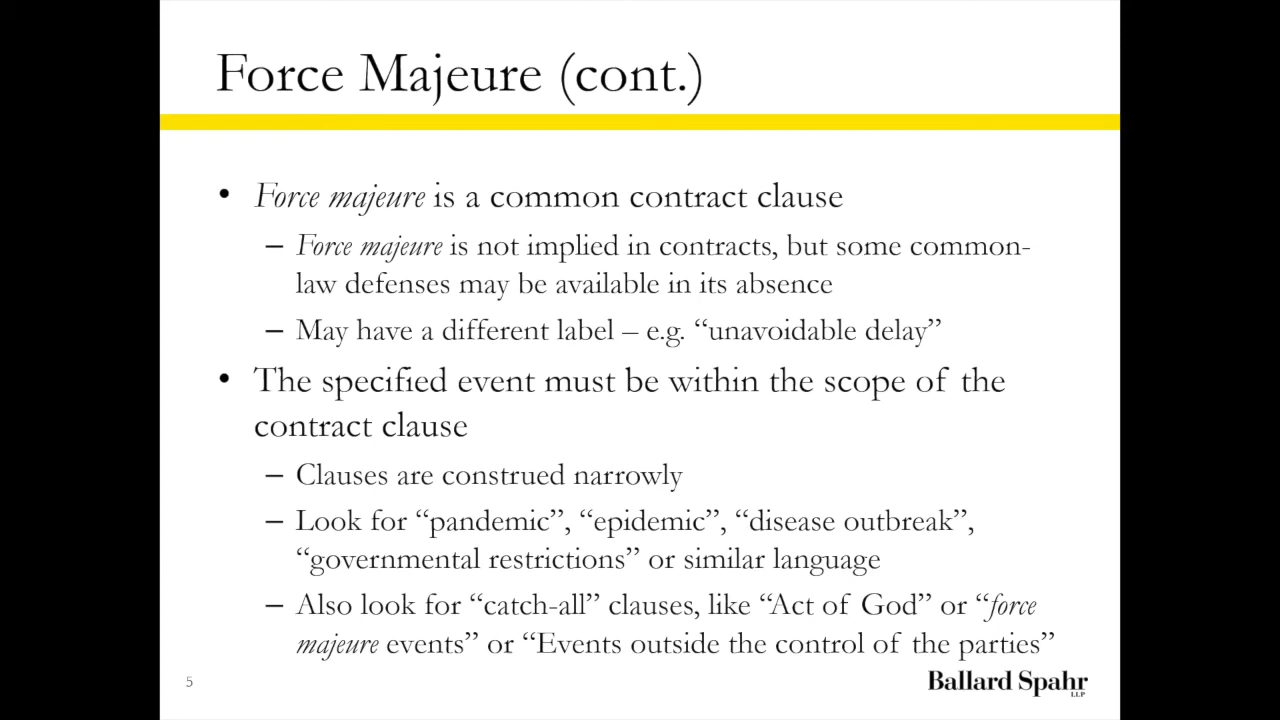 Force Majeure (cont.)
• Force majeure is a common contract clause
– Force majeure is not implied in contracts, but some common-
law defenses may be available in its absence
– May have a different label – e.g. “unavoidable delay”
• The specified event must be within the scope of the
contract clause
– Clauses are construed narrowly
– Look for “pandemic”, “epidemic”, “disease outbreak”,
“governmental restrictions” or similar language
– Also look for “catch-all” clauses, like “Act of God” or “force
majeure events” or “Events outside the control of the parties”
5
Ballard Spahr
LLP